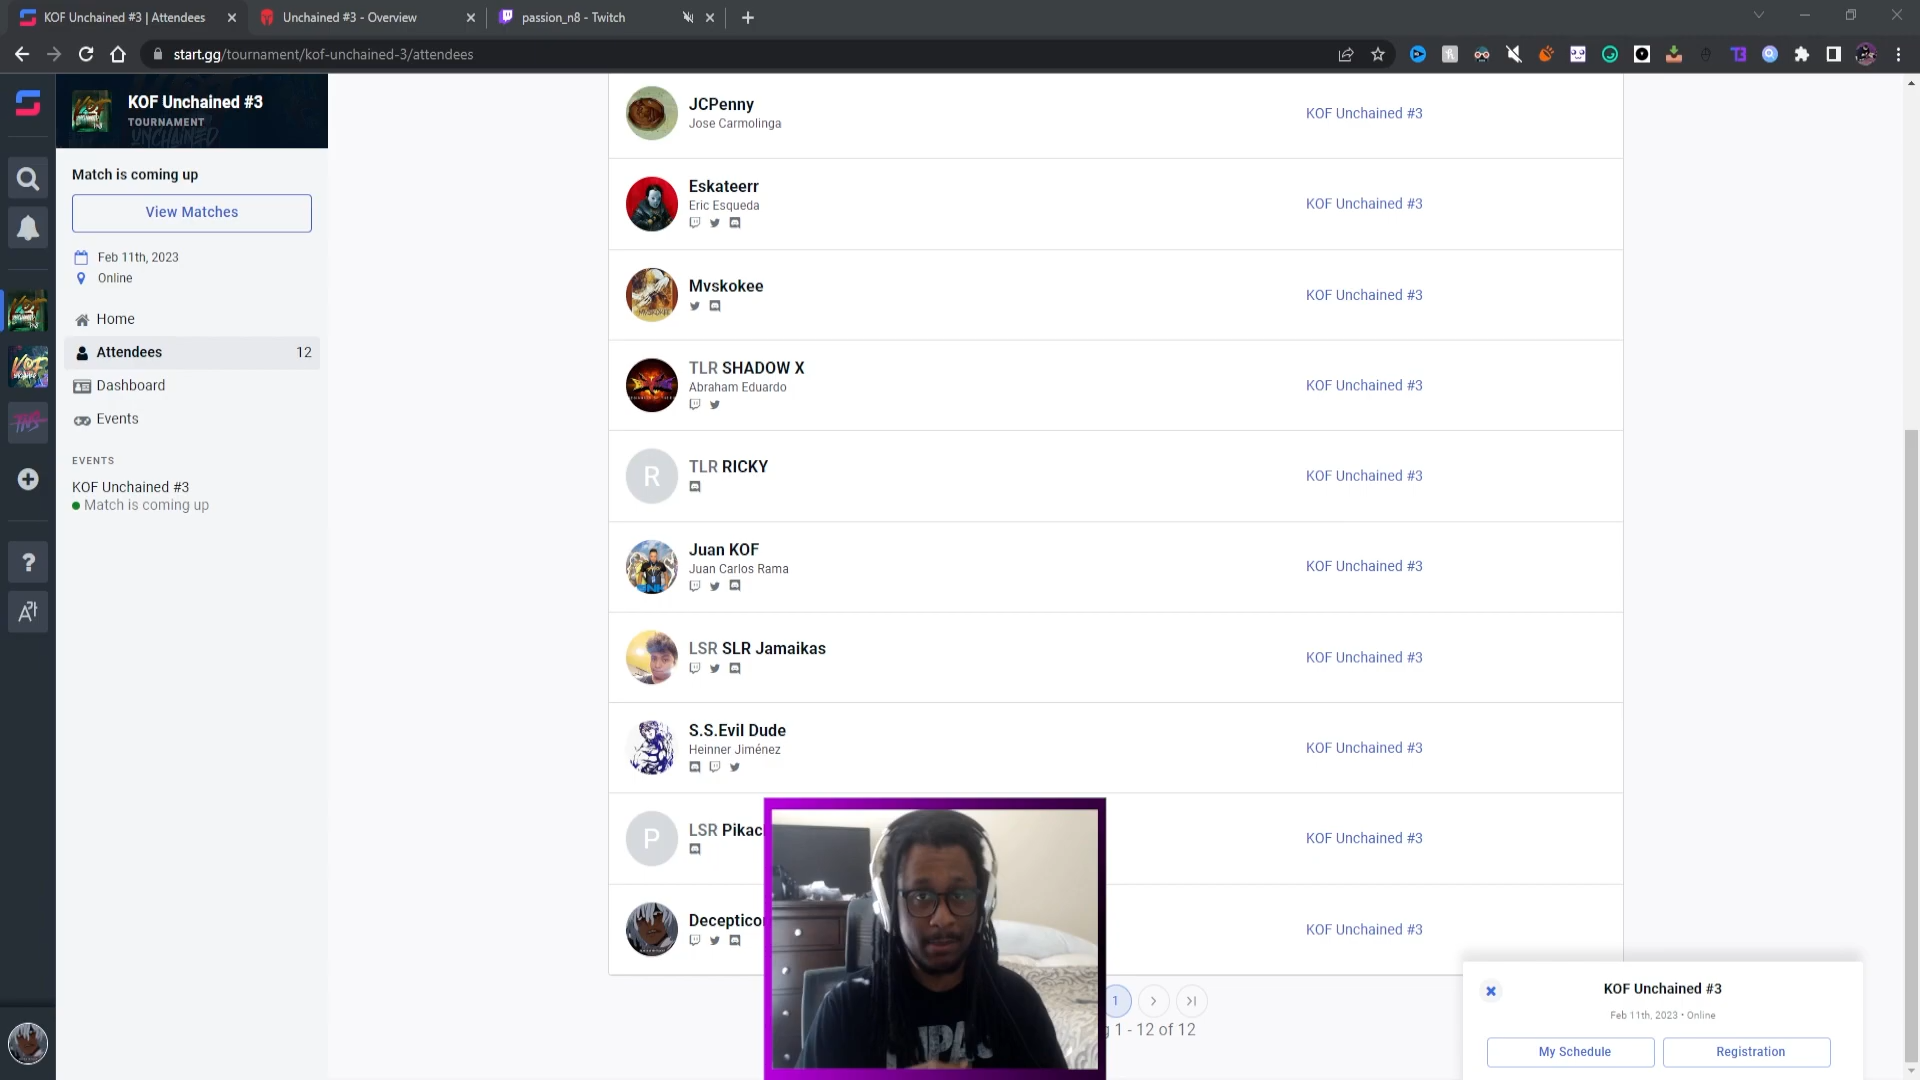 KOF Unchained #3 | Attendees
Unchained #3 - Overview
passion_n8 - Twitch
start.gg/tournament/kof-unchained-3/attendees
KOF Unchained #3
TOURNAMENT
Match is coming up
View Matches
Feb 11th, 2023
Online
Home
Attendees 12
Dashboard
Events
EVENTS
KOF Unchained #3
Match is coming up
JCPenny
Jose Carmolinga
KOF Unchained #3
Eskateerr
Eric Esqueda
KOF Unchained #3
Mvskokee
KOF Unchained #3
TLR SHADOW X
Abraham Eduardo
KOF Unchained #3
R
TLR RICKY
KOF Unchained #3
Juan KOF
Juan Carlos Rama
KOF Unchained #3
LSR SLR Jamaikas
KOF Unchained #3
S.S.Evil Dude
Heinner Jiménez
KOF Unchained #3
P
LSR
KOF Unchained #3
KOF Unchained #3
1
1 - 12 of 12
KOF Unchained #3
Feb 11th, 2023 • Online
My Schedule
Registration